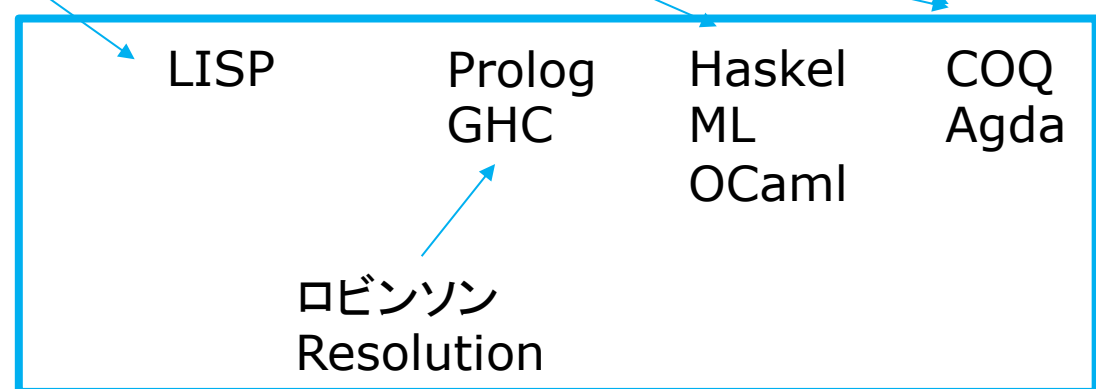 LISP
Prolog
GHC
Haskel
ML
OCaml
COQ
Agda
ロビンソン
Resolution